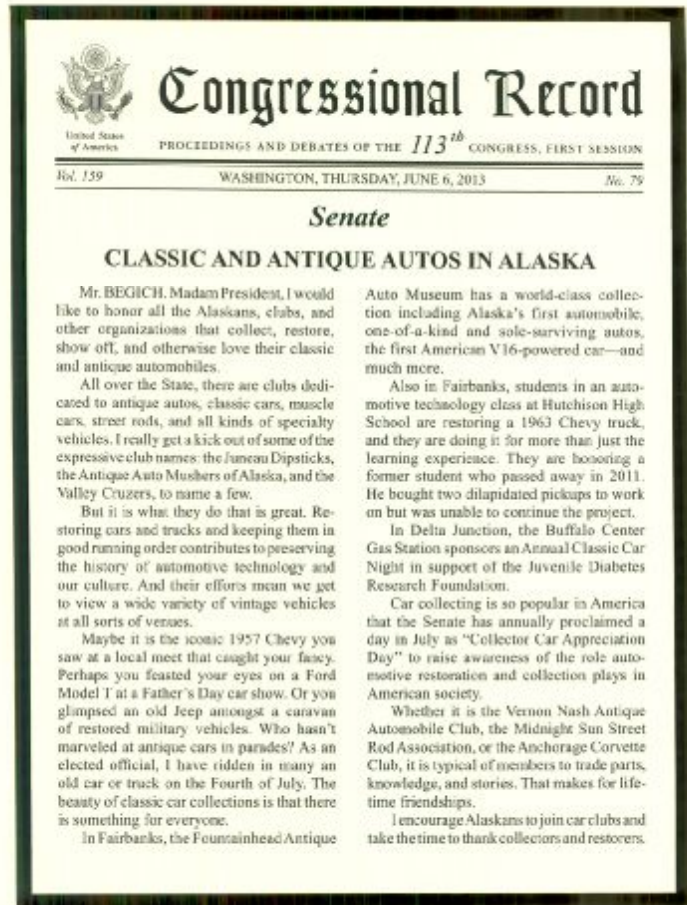 Congressional Record
United States
of America
PROCEEDINGS AND DEBATES OF THE 113th CONGRESS, FIRST SESSION
Vol. 159
WASHINGTON, THURSDAY, JUNE 6, 2013
No. 79
Senate
CLASSIC AND ANTIQUE AUTOS IN ALASKA
Mr. BEGICH. Madam President, I would
like to honor all the Alaskans, clubs, and
other organizations that collect, restore,
show off, and otherwise love their classic
and antique automobiles.
All over the State, there are clubs dedi-
cated to antique autos, classic cars, muscle
cars, street rods, and all kinds of specialty
vehicles. I really get a kick out of some of the
expressive club names: the Juneau Dipsticks,
the Antique Auto Mushers of Alaska, and the
Valley Cruzers, to name a few.
But it is what they do that is great. Re-
storing cars and trucks and keeping them in
good running order contributes to preserving
the history of automotive technology and
our culture. And their efforts mean we get
to view a wide variety of vintage vehicles
at all sorts of venues.
Maybe it is the iconic 1957 Chevy you
saw at a local meet that caught your fancy.
Perhaps you feasted your eyes on a Ford
Model T at a Father's Day car show. Or you
glimpsed an old Jeep amongst a caravan
of restored military vehicles. Who hasn't
marveled at antique cars in parades? As an
elected official, I have ridden in many an
old car or truck on the Fourth of July. The
beauty of classic car collections is that there
is something for everyone.
In Fairbanks, the Fountainhead Antique
Auto Museum has a world-class collec-
tion including Alaska's first automobile,
one-of-a-kind and sole-surviving autos,
the first American V16-powered car—and
much more.
Also in Fairbanks, students in an auto-
motive technology class at Hutchison High
School are restoring a 1963 Chevy truck,
and they are doing it for more than just the
learning experience. They are honoring a
former student who passed away in 2011.
He bought two dilapidated pickups to work
on but was unable to continue the project.
In Delta Junction, the Buffalo Center
Gas Station sponsors an Annual Classic Car
Night in support of the Juvenile Diabetes
Research Foundation.
Car collecting is so popular in America
that the Senate has annually proclaimed a
day in July as “Collector Car Appreciation
Day” to raise awareness of the role auto-
motive restoration and collection plays in
American society.
Whether it is the Vernon Nash Antique
Automobile Club, the Midnight Sun Street
Rod Association, or the Anchorage Corvette
Club, it is typical of members to trade parts,
knowledge, and stories. That makes for life-
time friendships.
I encourage Alaskans to join car clubs and
take the time to thank collectors and restorers.